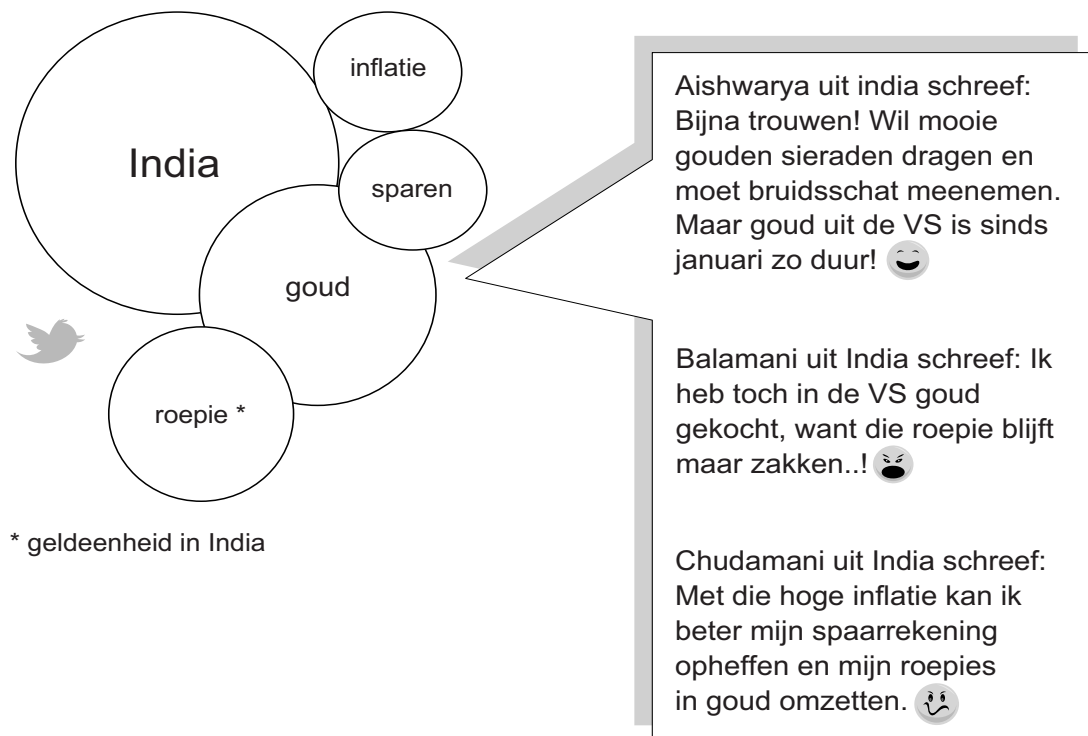 India
inflatie
sparen
goud
roepie *
* geldeenheid in India
Aishwarya uit india schreef:
Bijna trouwen! Wil mooie
gouden sieraden dragen en
moet bruidsschat meenemen.
Maar goud uit de VS is sinds
januari zo duur!
Balamani uit India schreef: Ik
heb toch in de VS goud
gekocht, want die roepie blijft
maar zakken..!
Chudamani uit India schreef:
Met die hoge inflatie kan ik
beter mijn spaarrekening
opheffen en mijn roepies
in goud omzetten.